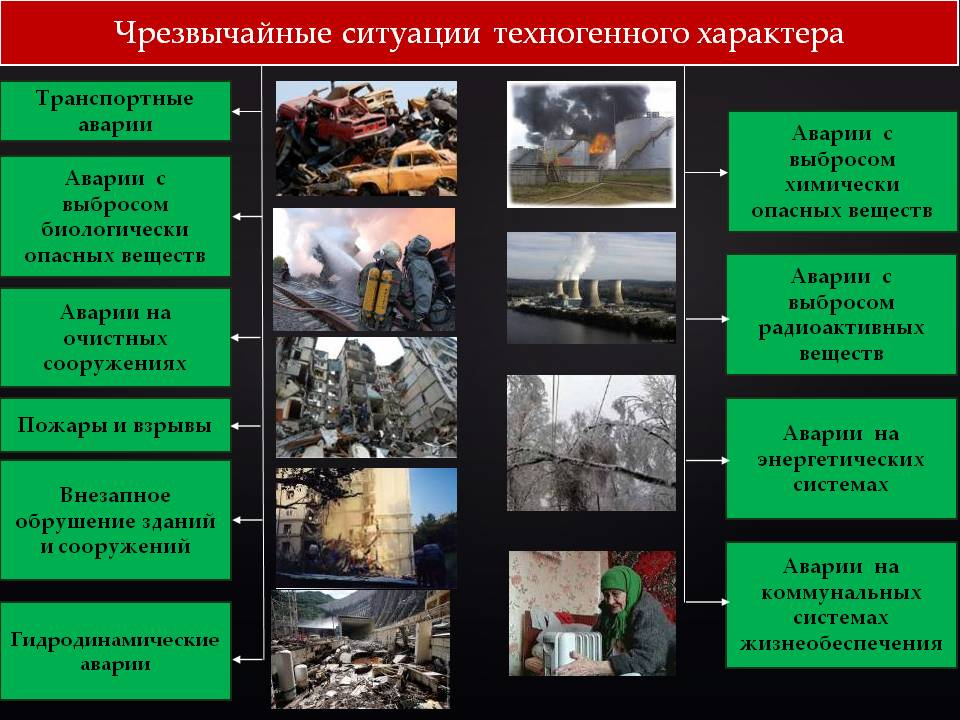 Чрезвычайные ситуации техногенного характера
Транспортные
аварии
Аварии с
выбросом
биологически
опасных веществ
Аварии на
очистных
сооружениях
Пожары и взрывы
Внезапное
обрушение зданий
и сооружений
Гидродинамические
аварии
Аварии с
выбросом
химически
опасных веществ
Аварии с
выбросом
радиоактивных
веществ
Аварии на
энергетических
системах
Аварии на
коммунальных
системах
жизнеобеспечения